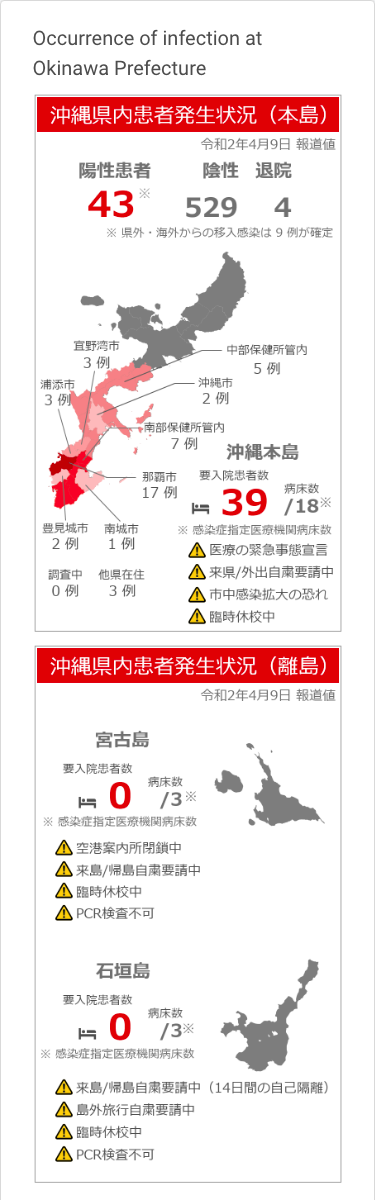 Occurrence of infection at
Okinawa Prefecture
沖縄県内患者発生状況（本島）
令和2年4月9日 報道値
陽性患者 陰性 退院
43※ 529 4
※ 県外・海外からの移入感染は 9 例が確定
宜野湾市
3 例
中部保健所管内
5 例
浦添市
3 例
沖縄市
2 例
南部保健所管内
7 例
那覇市
17 例
豊見城市
2 例
南城市
1 例
調査中
0 例
他県在住
3 例
沖縄本島
要入院患者数
39
病床数
/18※
※ 感染症指定医療機関病床数
医療の緊急事態宣言
来県/外出自粛要請中
市中感染拡大の恐れ
臨時休校中
沖縄県内患者発生状況（離島）
令和2年4月9日 報道値
宮古島
要入院患者数
0
病床数
/3※
※ 感染症指定医療機関病床数
空港案内所閉鎖中
来島/帰島自粛要請中
臨時休校中
PCR検査不可
石垣島
要入院患者数
0
病床数
/3※
※ 感染症指定医療機関病床数
来島/帰島自粛要請中（14日間の自己隔離）
島外旅行自粛要請中
臨時休校中
PCR検査不可